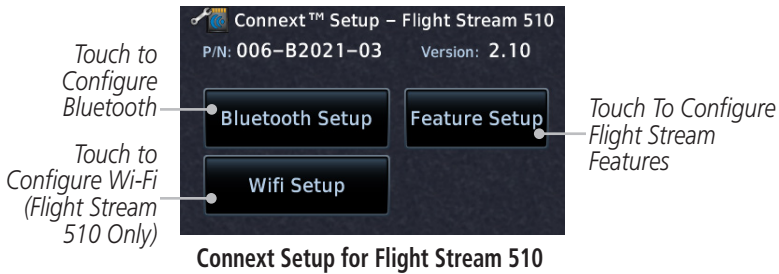 Connext™ Setup – Flight Stream 510
P/N: 006–B2021–03 Version: 2.10
Touch to
Configure
Bluetooth
Bluetooth Setup
Feature Setup
Touch To Configure
Flight Stream
Features
Touch to
Configure Wi-Fi
(Flight Stream
510 Only)
Wifi Setup
Connext Setup for Flight Stream 510